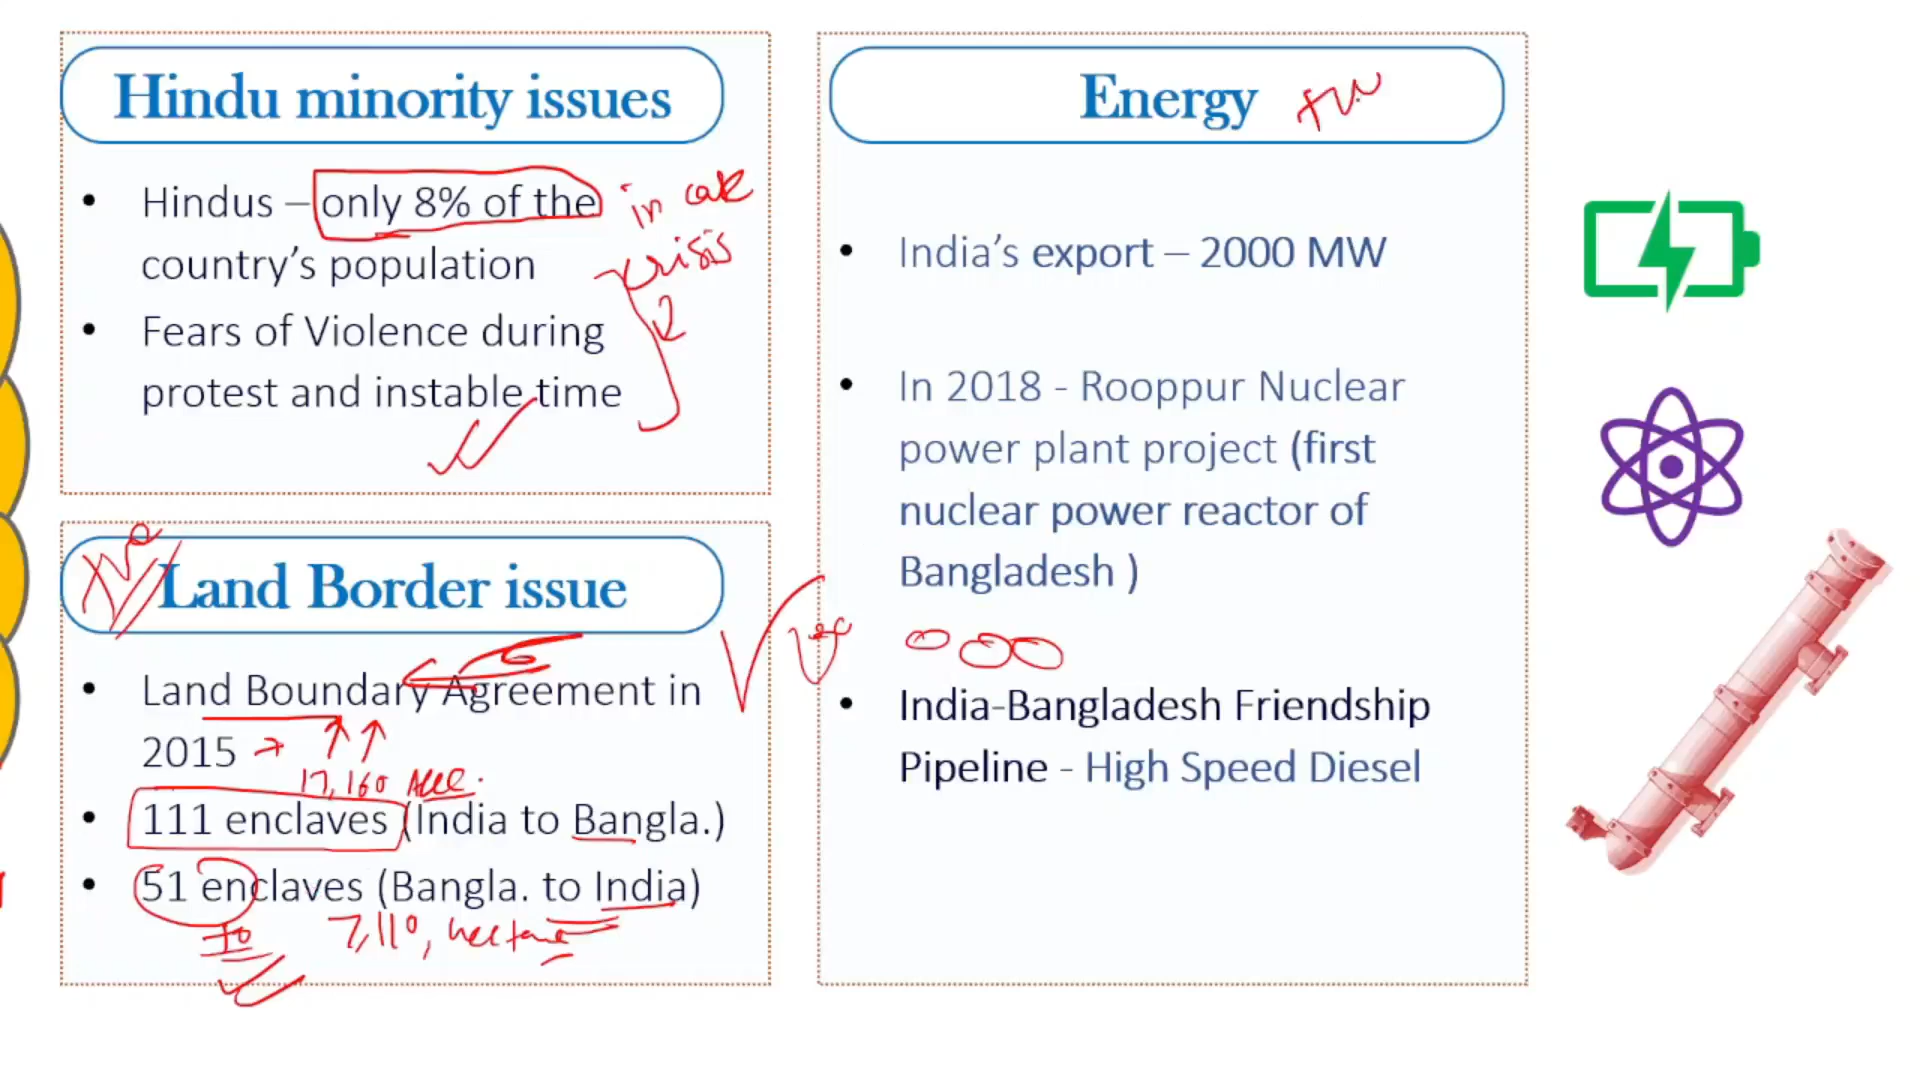 Hindu minority issues
• Hindus – only 8% of the
country's population
in case
crisis
• Fears of Violence during
protest and instable time
Land Border issue
• Land Boundary Agreement in
2015 →
17,160 Acre.
• 111 enclaves (India to Bangla.)
• 51 enclaves (Bangla. to India)
to
7,110,
Energy
• India's export – 2000 MW
• In 2018 - Rooppur Nuclear
power plant project (first
nuclear power reactor of
Bangladesh )
• India-Bangladesh Friendship
Pipeline - High Speed Diesel